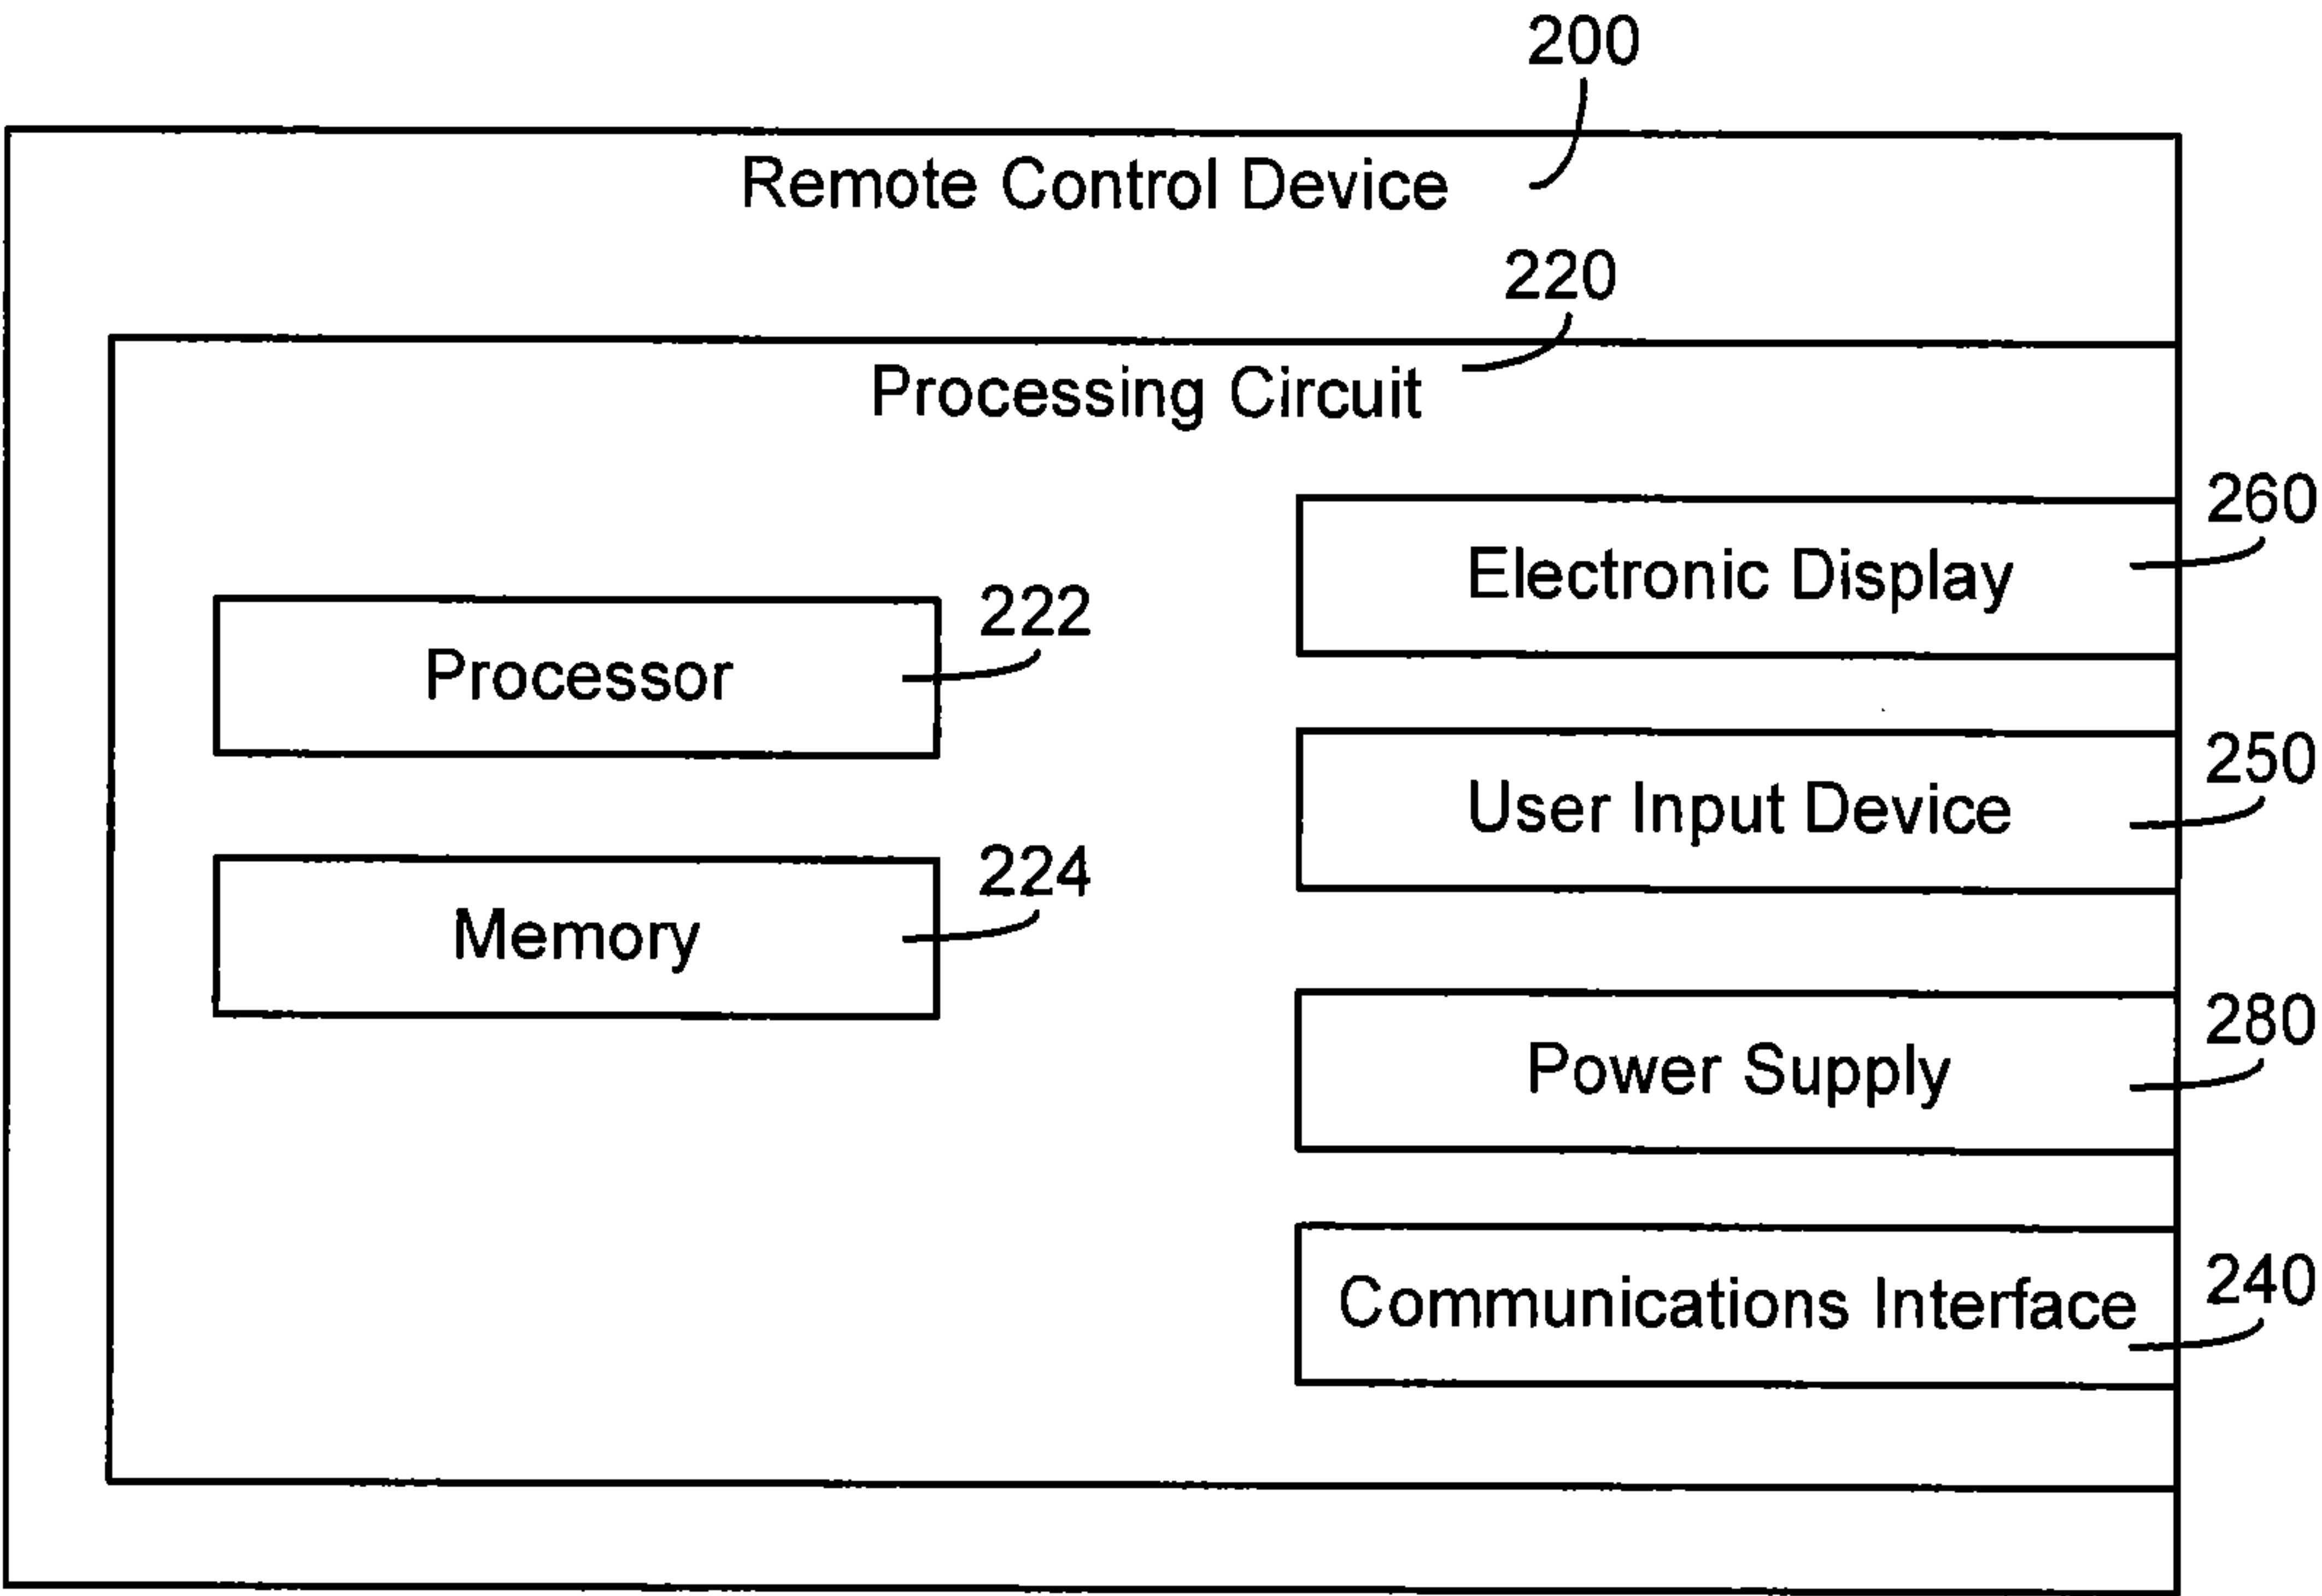 200
Remote Control Device
220
Processing Circuit
260
Electronic Display
222
Processor
250
User Input Device
224
Memory
280
Power Supply
240
Communications Interface